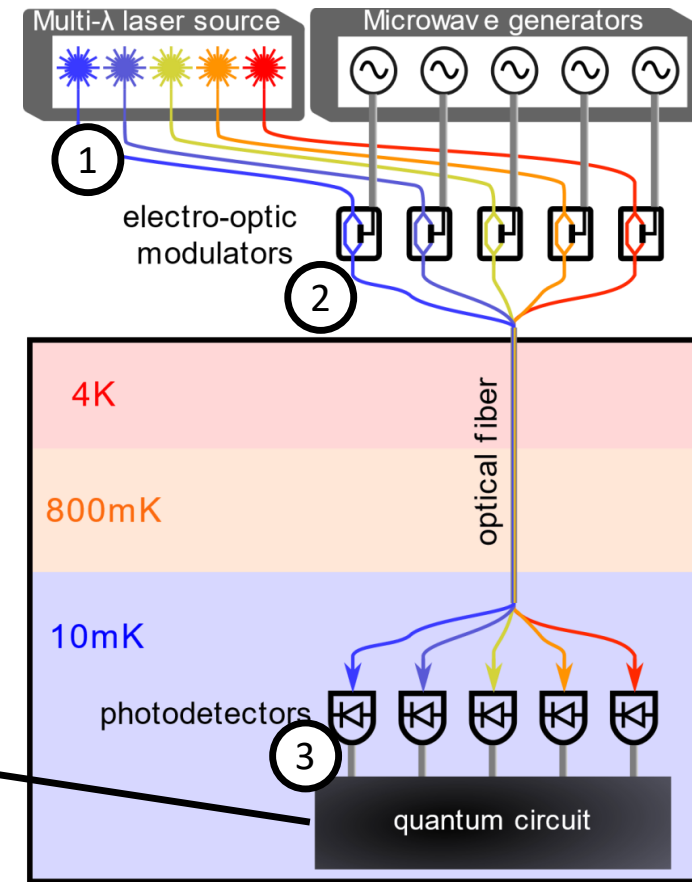 Multi-λ laser source
Microwave generators
1
electro-optic
modulators
2
4K
optical fiber
800mK
10mK
photodetectors
3
quantum circuit